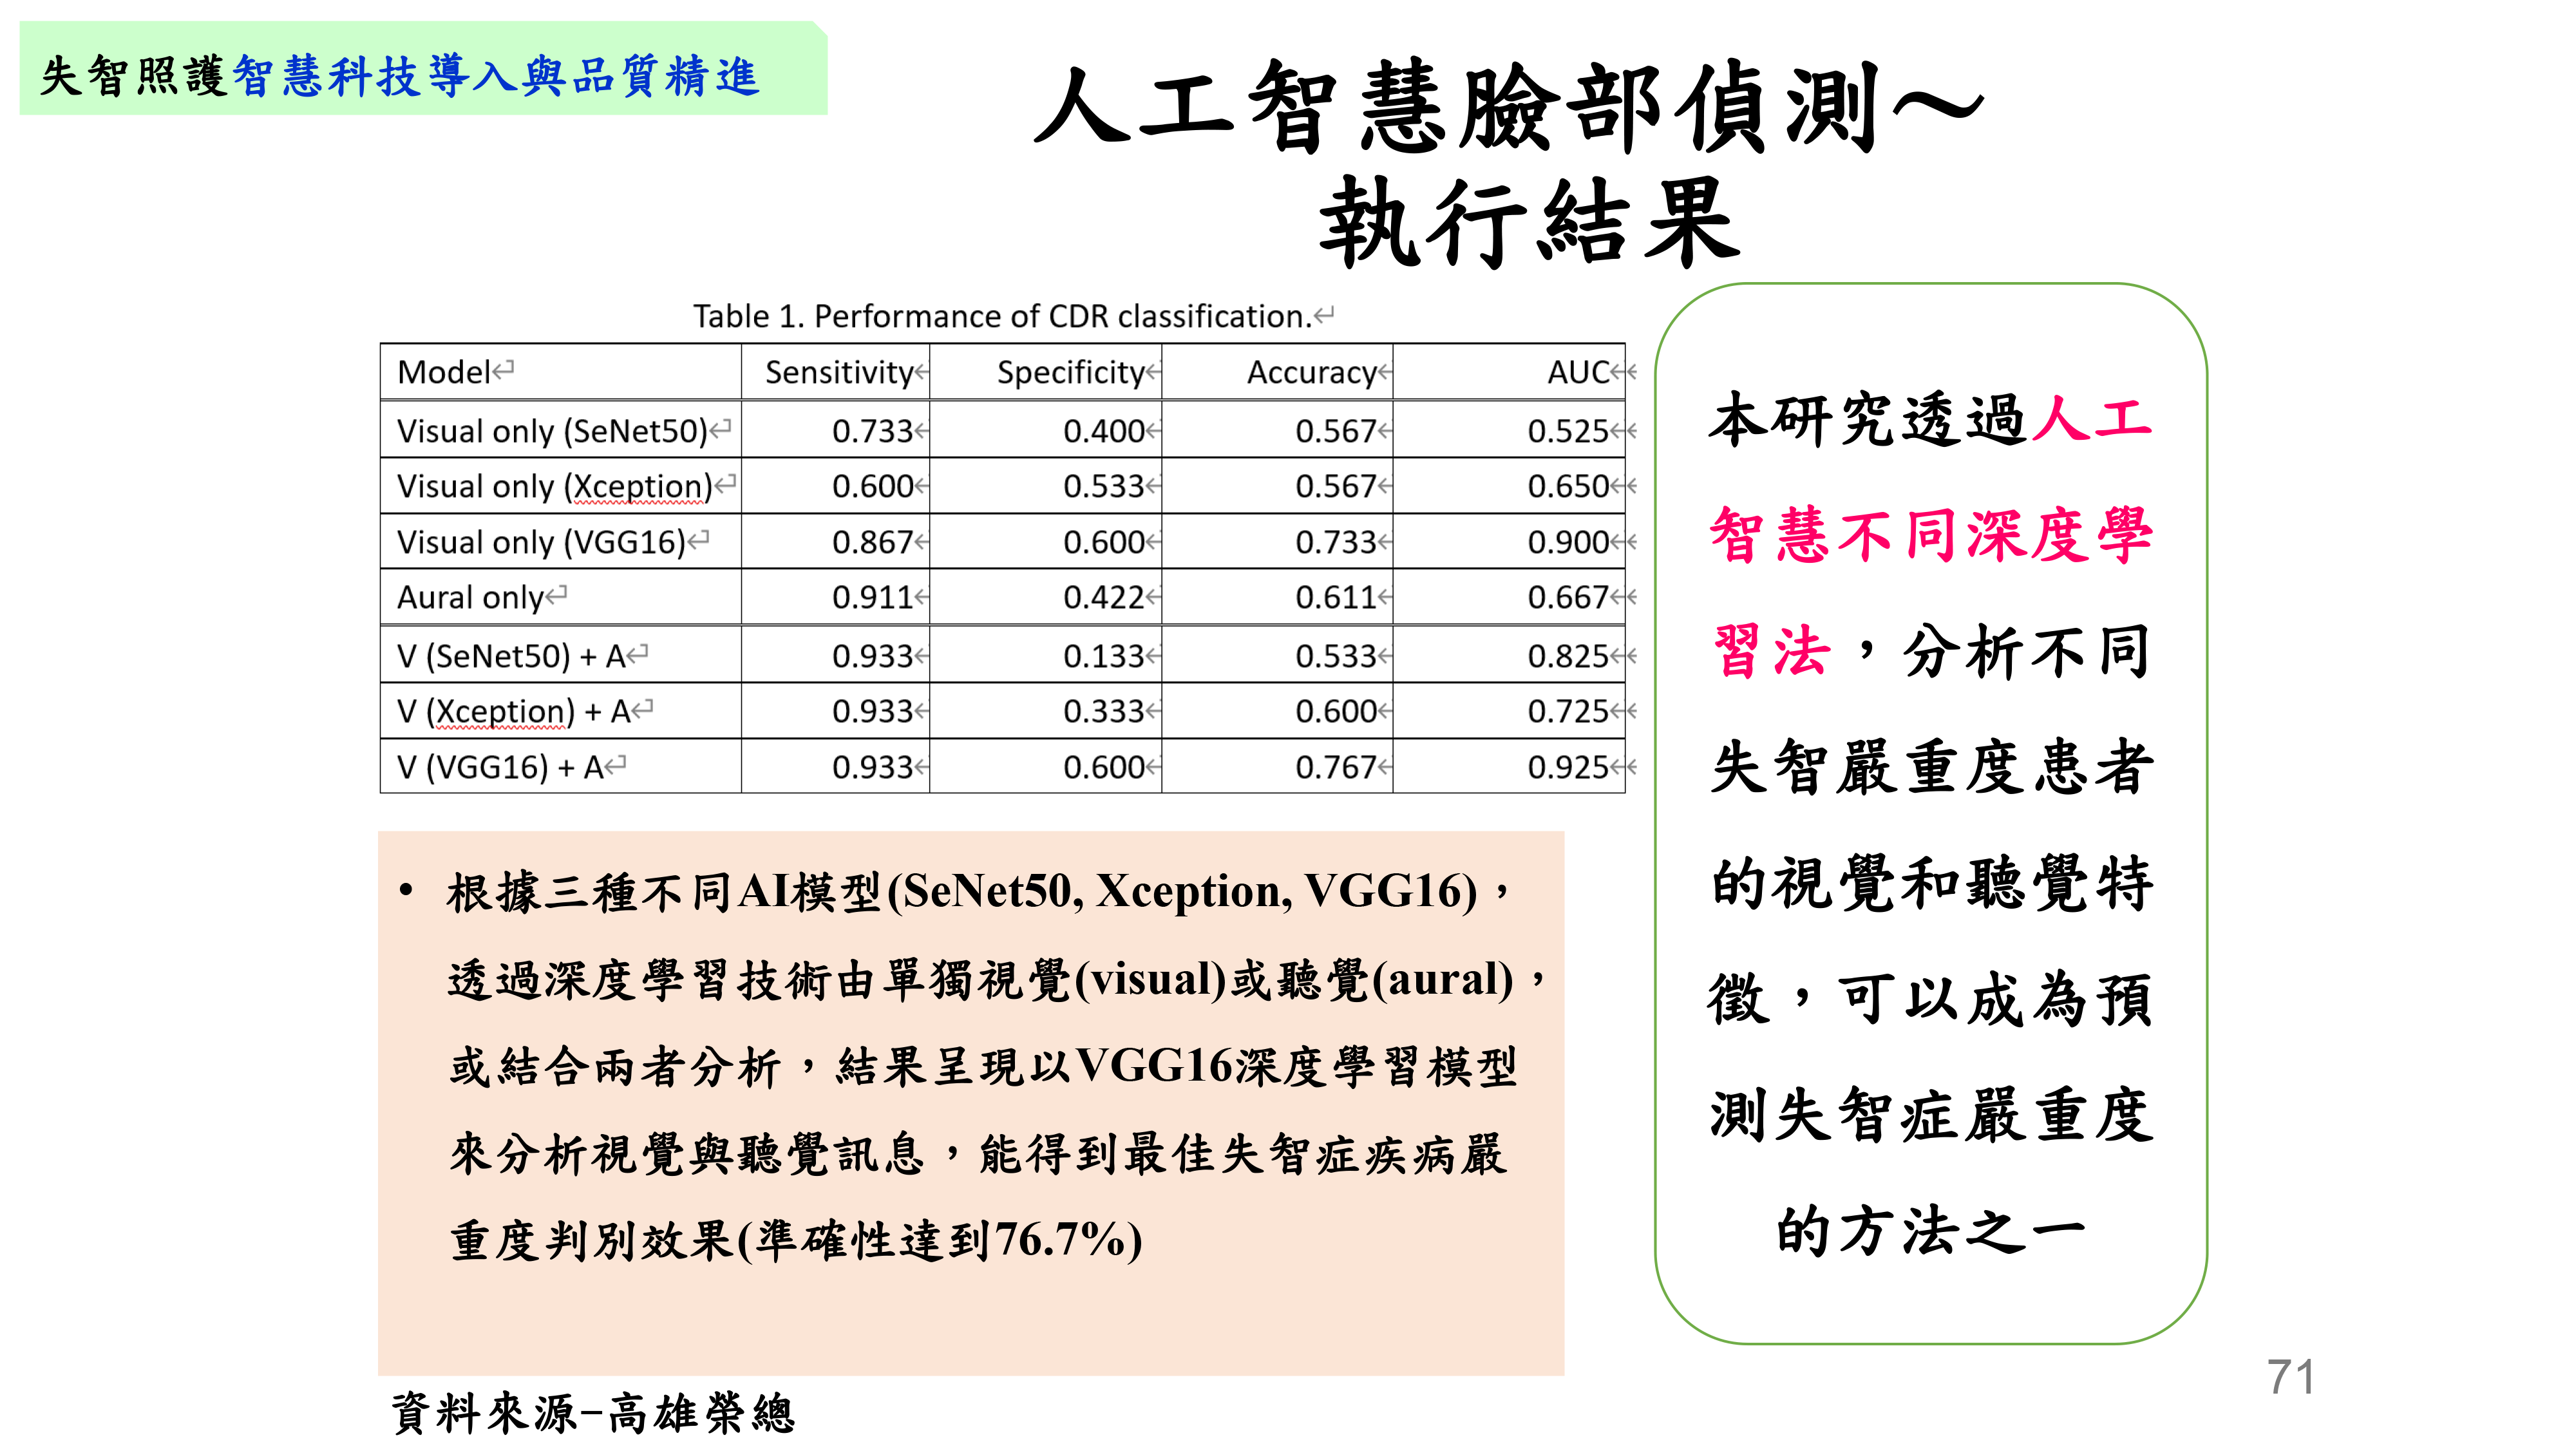 失智照護智慧科技導入與品質精進
人工智慧臉部偵測～
執行結果
Table 1. Performance of CDR classification.
Model Sensitivity Specificity Accuracy AUC
Visual only (SeNet50) 0.733 0.400 0.567 0.525
Visual only (Xception) 0.600 0.533 0.567 0.650
Visual only (VGG16) 0.867 0.600 0.733 0.900
Aural only 0.911 0.422 0.611 0.667
V (SeNet50) + A 0.933 0.133 0.533 0.825
V (Xception) + A 0.933 0.333 0.600 0.725
V (VGG16) + A 0.933 0.600 0.767 0.925
• 根據三種不同AI模型(SeNet50, Xception, VGG16)，
透過深度學習技術由單獨視覺(visual)或聽覺(aural)，
或結合兩者分析，結果呈現以VGG16深度學習模型
來分析視覺與聽覺訊息，能得到最佳失智症疾病嚴
重度判別效果(準確性達到76.7%)
本研究透過人工
智慧不同深度學
習法，分析不同
失智嚴重度患者
的視覺和聽覺特
徵，可以成為預
測失智症嚴重度
的方法之一
資料來源-高雄榮總
71